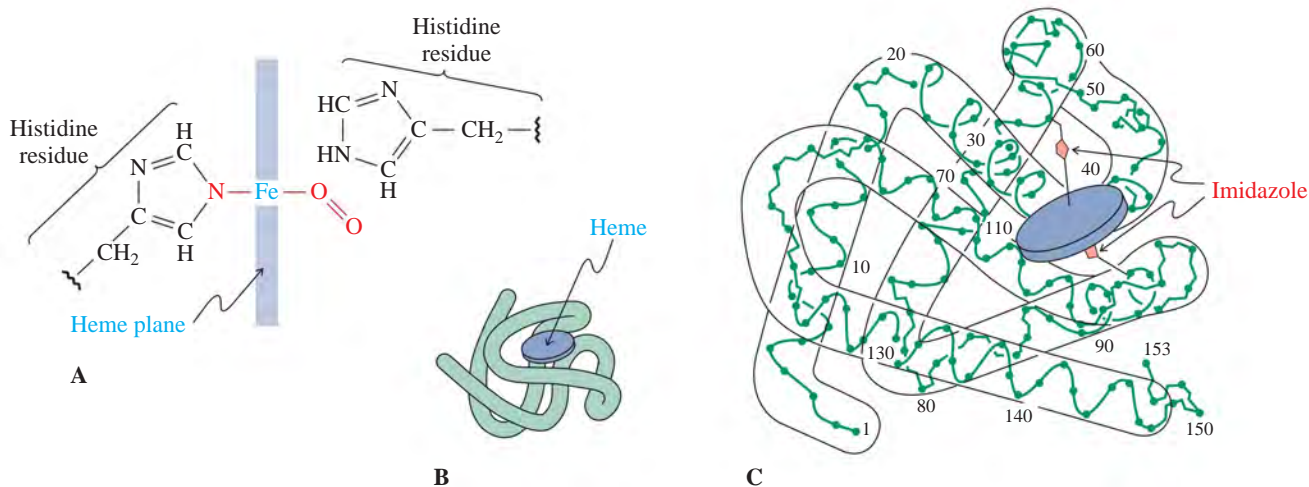 Histidine
residue
Histidine
residue
H
C
N
C
N
C
H
CH2
HC
N
HN
C
H
CH2
Fe
O
O
Heme plane
A
Heme
B
20
60
50
30
40
70
110
Imidazole
10
90
130
153
80
140
1
150
C